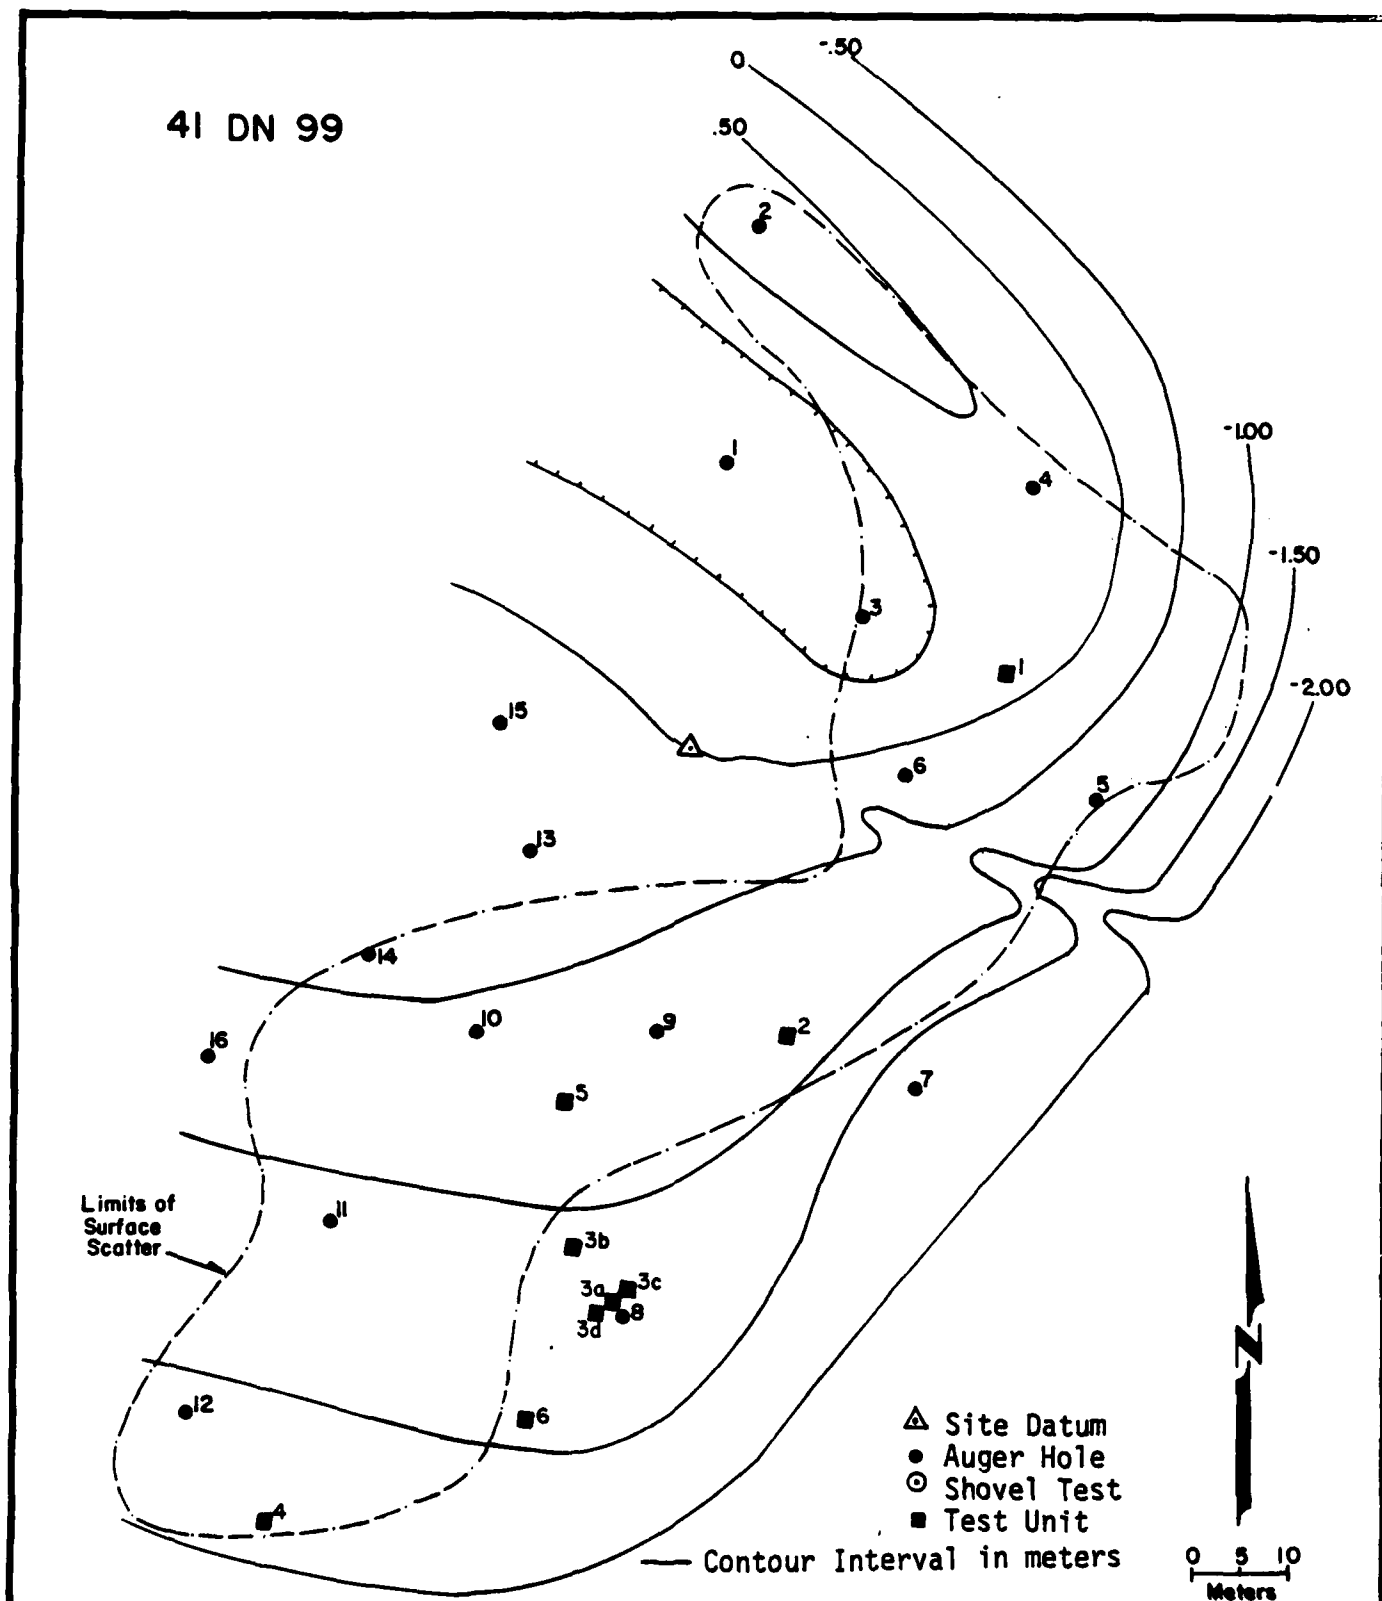 -.50
0
41 DN 99
.50
2
-1.00
1
4
-1.50
3
1
-2.00
15
6
5
13
14
10
9
2
16
7
5
Limits of
Surface
Scatter
11
3b
3a
3c
8
3d
N
12
6
Site Datum
Auger Hole
Shovel Test
4
Test Unit
Contour Interval in meters
0 5 10
Meters